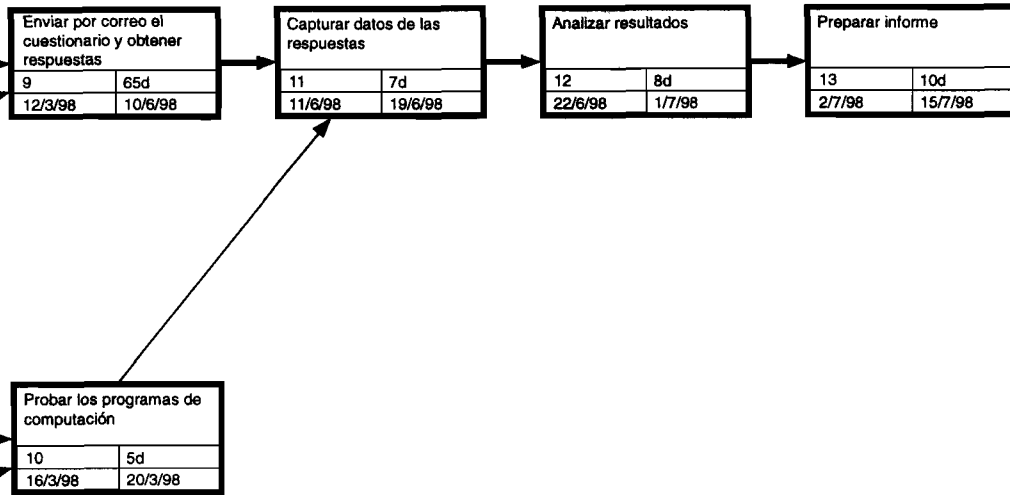 Enviar por correo el
cuestionario y obtener
respuestas
9 65d
12/3/98 10/6/98
Capturar datos de las
respuestas
11 7d
11/6/98 19/6/98
Analizar resultados
12 8d
22/6/98 1/7/98
Preparar informe
13 10d
2/7/98 15/7/98
Probar los programas de
computación
10 5d
16/3/98 20/3/98